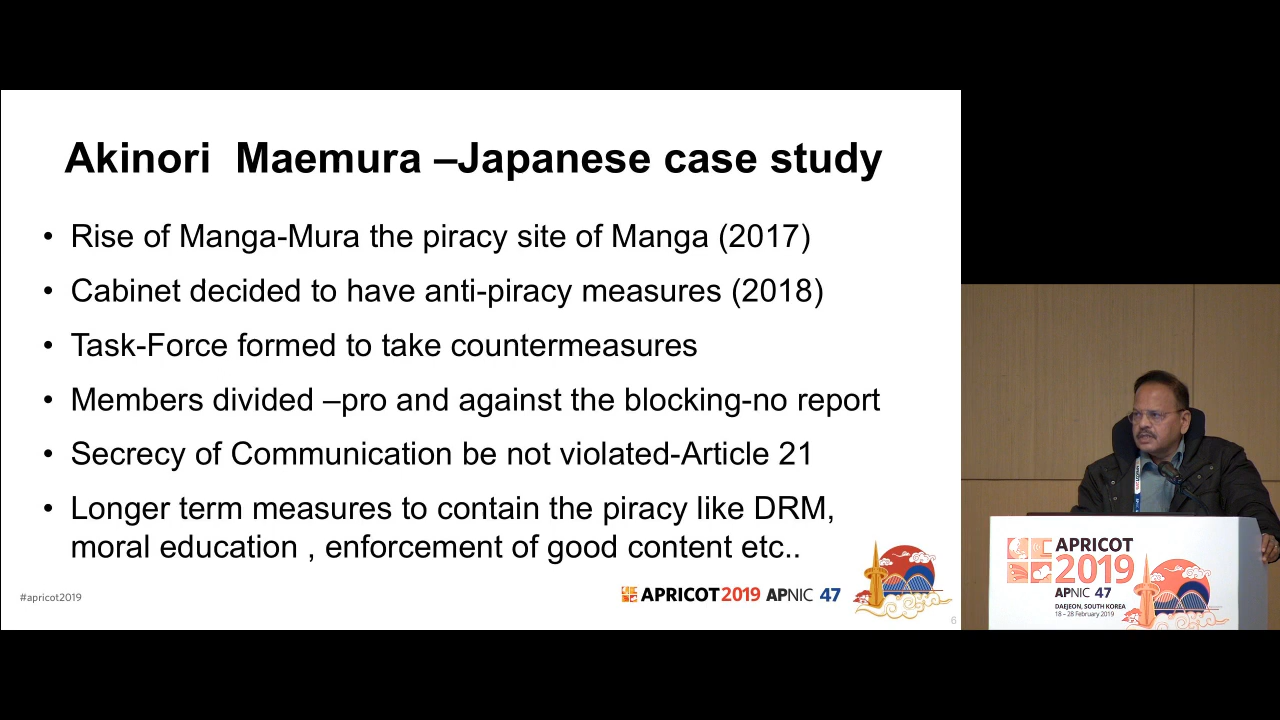 Akinori  Maemura –Japanese case study
• Rise of Manga-Mura the piracy site of Manga (2017)
• Cabinet decided to have anti-piracy measures (2018)
• Task-Force formed to take countermeasures
• Members divided –pro and against the blocking-no report
• Secrecy of Communication be not violated-Article 21
• Longer term measures to contain the piracy like DRM,
moral education , enforcement of good content etc..
#apricot2019
APRICOT 2019 APNIC 47
6
APRICOT
2019
APNIC 47
DAEJEON, SOUTH KOREA
18 – 28 February 2019